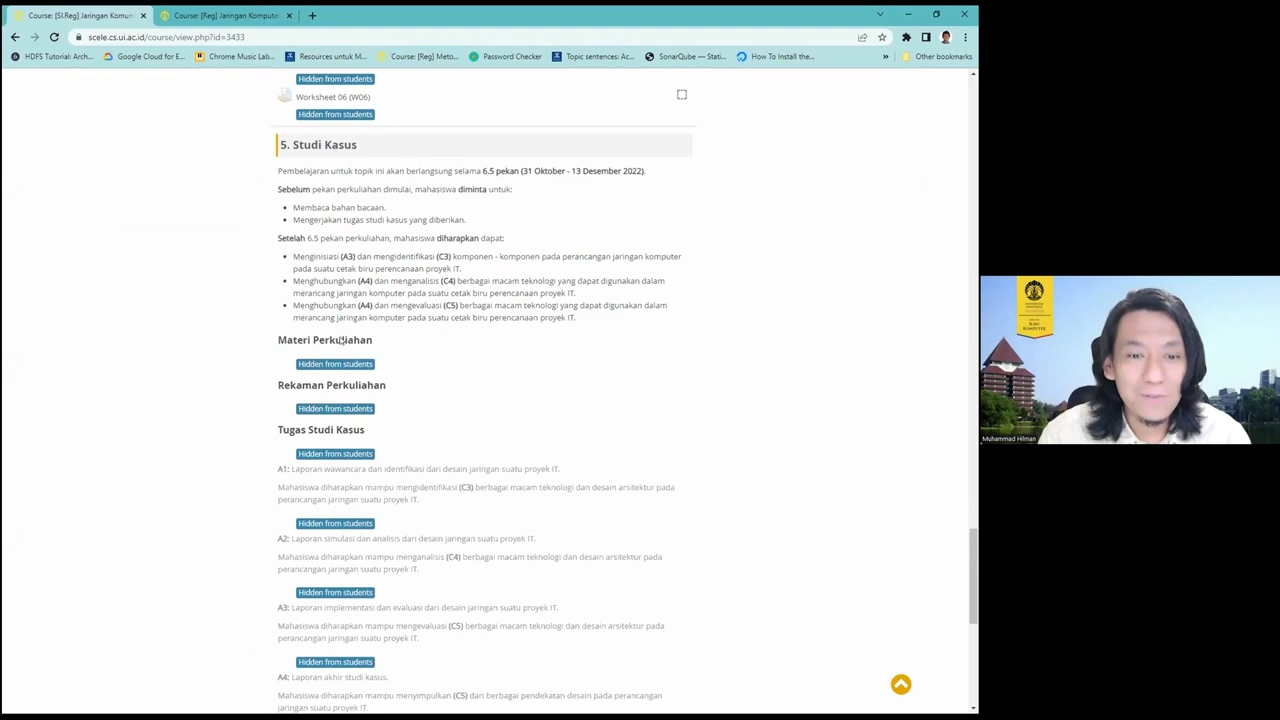 Course: [SI.Reg] Jaringan Komun
Course: [Reg] Jaringan Komputer
scele.cs.ui.ac.id/course/view.php?id=3433
HDFS Tutorial: Arch...
Google Cloud for E...
Chrome Music Lab...
Resources untuk M...
Course: [Reg] Meto...
Password Checker
Topic sentences: Ac...
SonarQube — Stati...
How To Install the...
»
Other bookmarks
Hidden from students
Worksheet 06 (W06)
Hidden from students
5. Studi Kasus
Pembelajaran untuk topik ini akan berlangsung selama 6.5 pekan (31 Oktober - 13 Desember 2022).
Sebelum pekan perkuliahan dimulai, mahasiswa diminta untuk:
• Membaca bahan bacaan.
• Mengerjakan tugas studi kasus yang diberikan.
Setelah 6.5 pekan perkuliahan, mahasiswa diharapkan dapat:
• Menginisiasi (A3) dan mengidentifikasi (C3) komponen - komponen pada perancangan jaringan komputer
pada suatu cetak biru perencanaan proyek IT.
• Menghubungkan (A4) dan menganalisis (C4) berbagai macam teknologi yang dapat digunakan dalam
merancang jaringan komputer pada suatu cetak biru perencanaan proyek IT.
• Menghubungkan (A4) dan mengevaluasi (C5) berbagai macam teknologi yang dapat digunakan dalam
merancang jaringan komputer pada suatu cetak biru perencanaan proyek IT.
Materi Perkuliahan
Hidden from students
Rekaman Perkuliahan
Hidden from students
Tugas Studi Kasus
Hidden from students
A1: Laporan wawancara dan identifikasi dari desain jaringan suatu proyek IT.
Mahasiswa diharapkan mampu mengidentifikasi (C3) berbagai macam teknologi dan desain arsitektur pada
perancangan jaringan suatu proyek IT.
Hidden from students
A2: Laporan simulasi dan analisis dari desain jaringan suatu proyek IT.
Mahasiswa diharapkan mampu menganalisis (C4) berbagai macam teknologi dan desain arsitektur pada
perancangan jaringan suatu proyek IT.
Hidden from students
A3: Laporan implementasi dan evaluasi dari desain jaringan suatu proyek IT.
Mahasiswa diharapkan mampu mengevaluasi (C5) berbagai macam teknologi dan desain arsitektur pada
perancangan jaringan suatu proyek IT.
Hidden from students
A4: Laporan akhir studi kasus.
Mahasiswa diharapkan mampu menyimpulkan (C5) dari berbagai pendekatan desain pada perancangan
jaringan suatu proyek IT.
UNIVERSITAS
INDONESIA
FAKULTAS
ILMU
KOMPUTER
Muhammad Hilman